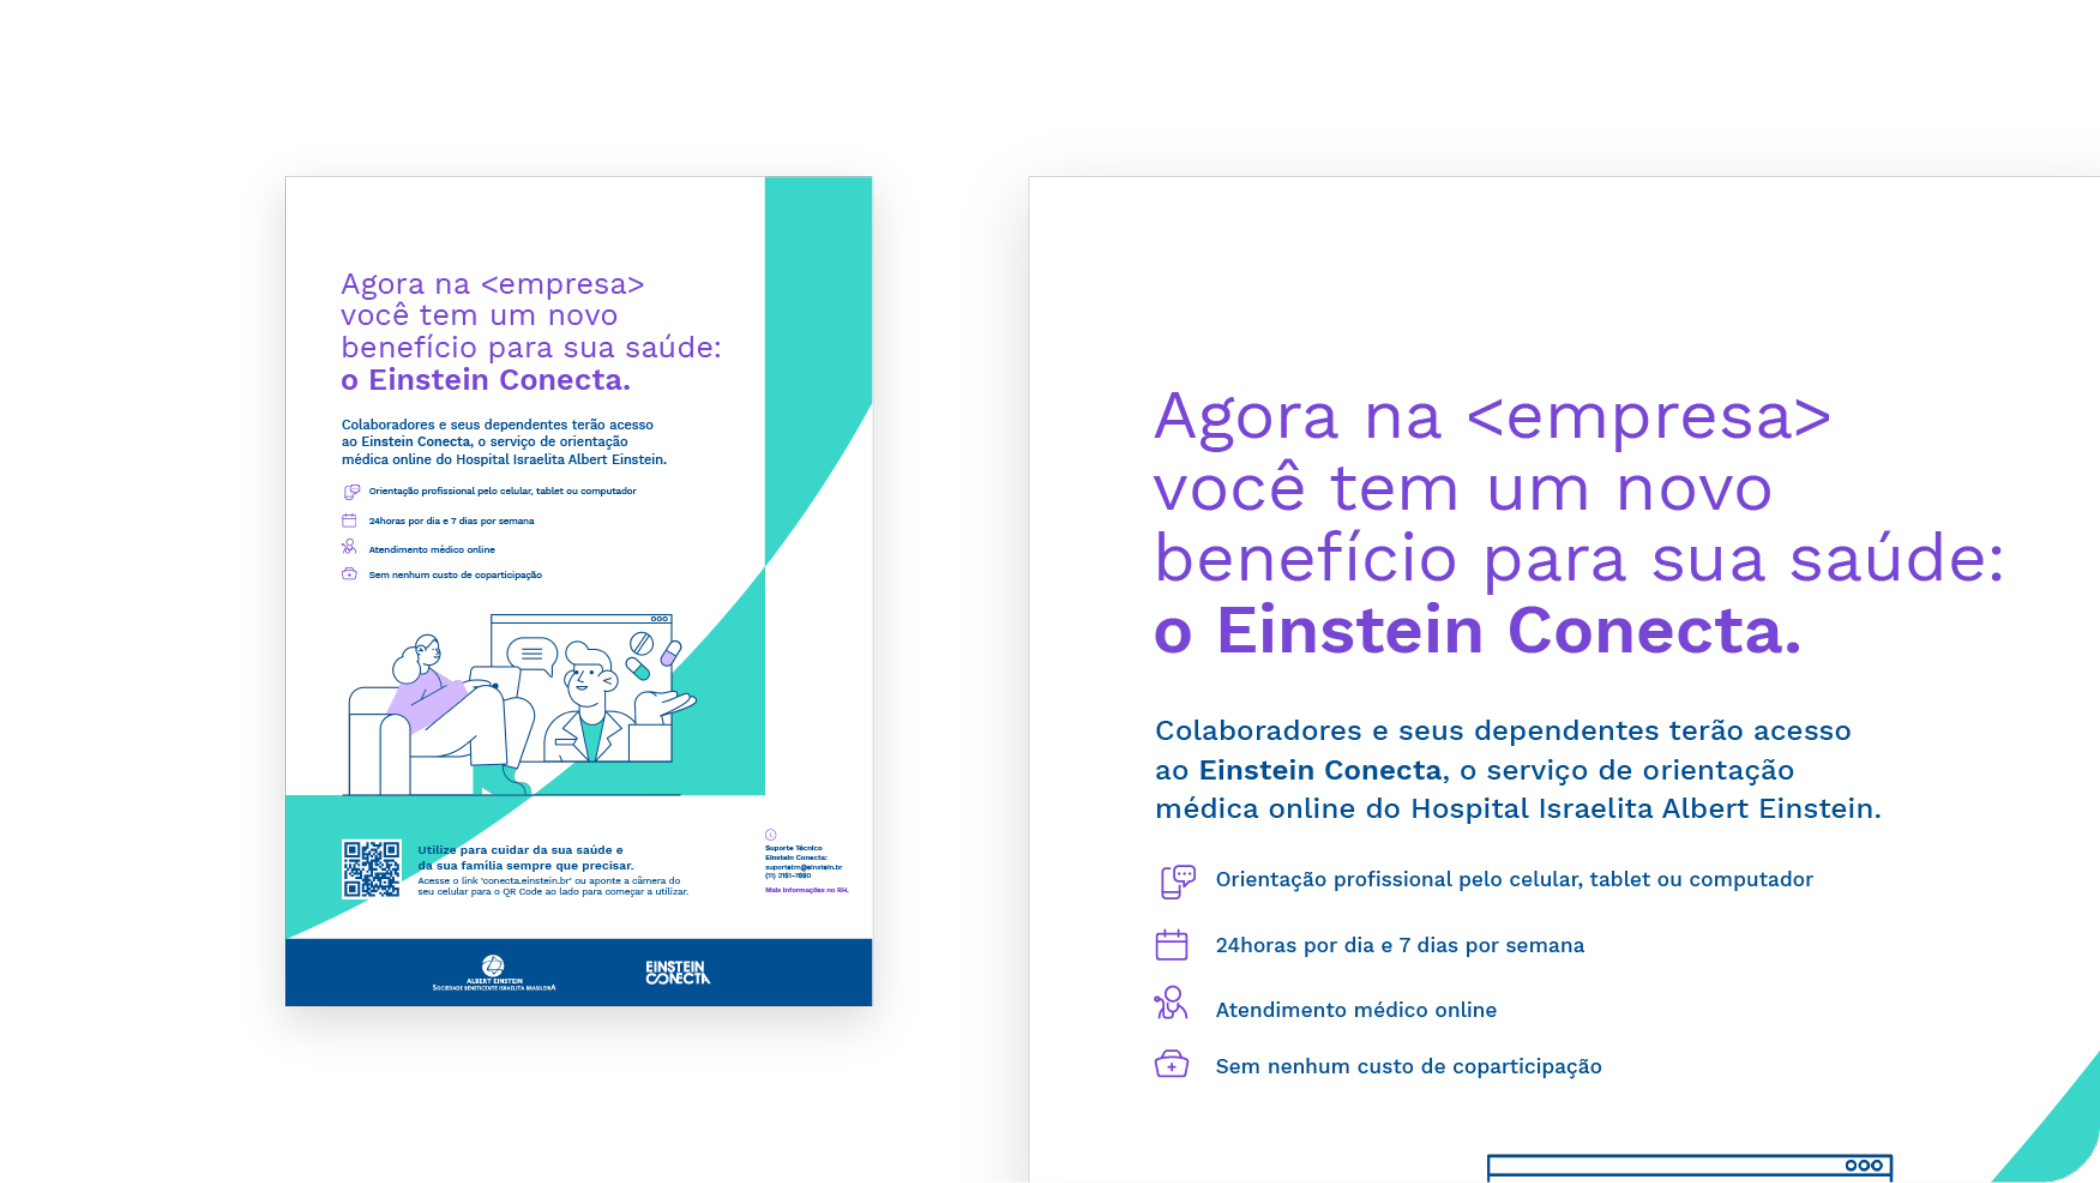 Agora na <empresa>
você tem um novo
benefício para sua saúde:
o Einstein Conecta.
Colaboradores e seus dependentes terão acesso
ao Einstein Conecta, o serviço de orientação
médica online do Hospital Israelita Albert Einstein.
Orientação profissional pelo celular, tablet ou computador
24horas por dia e 7 dias por semana
Atendimento médico online
Sem nenhum custo de coparticipação
Utilize para cuidar da sua saúde e
da sua família sempre que precisar.
Acesse o link 'conecta.einstein.br' ou aponte a câmera do
seu celular para o QR Code ao lado para começar a utilizar.
Suporte Técnico
Einstein Conecta:
suportetm@einstein.br
Mais informações no RH.
ALBERT EINSTEIN
SOCIEDADE BENEFICENTE ISRAELITA BRASILEIRA
EINSTEIN
CONECTA
Agora na <empresa>
você tem um novo
benefício para sua saúde:
o Einstein Conecta.
Colaboradores e seus dependentes terão acesso
ao Einstein Conecta, o serviço de orientação
médica online do Hospital Israelita Albert Einstein.
Orientação profissional pelo celular, tablet ou computador
24horas por dia e 7 dias por semana
Atendimento médico online
Sem nenhum custo de coparticipação